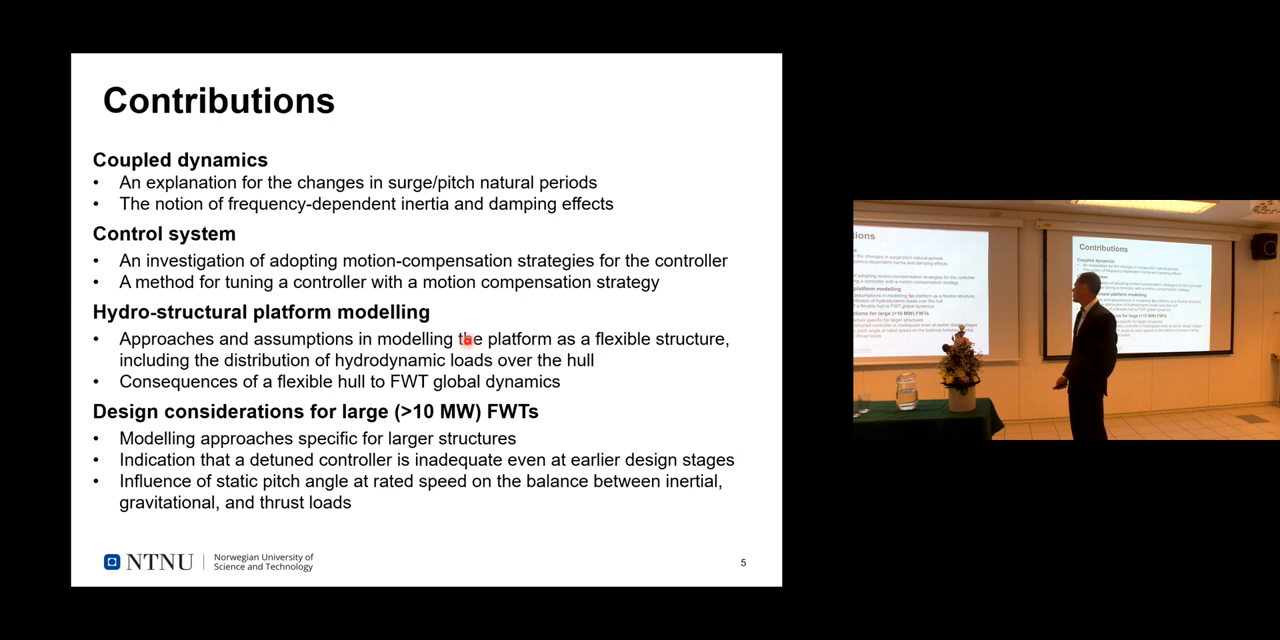 Contributions
Coupled dynamics
• An explanation for the changes in surge/pitch natural periods
• The notion of frequency-dependent inertia and damping effects
Control system
• An investigation of adopting motion-compensation strategies for the controller
• A method for tuning a controller with a motion compensation strategy
Hydro-structural platform modelling
• Approaches and assumptions in modelling the platform as a flexible structure,
including the distribution of hydrodynamic loads over the hull
• Consequences of a flexible hull to FWT global dynamics
Design considerations for large (>10 MW) FWTs
• Modelling approaches specific for larger structures
• Indication that a detuned controller is inadequate even at earlier design stages
• Influence of static pitch angle at rated speed on the balance between inertial,
gravitational, and thrust loads
NTNU
Norwegian University of
Science and Technology
5
Contributions
Coupled dynamics